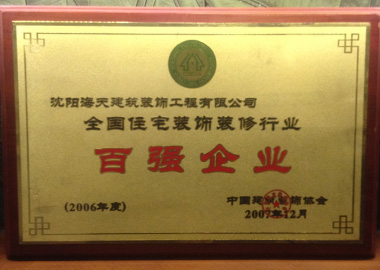 沈阳海天建筑装饰工程有限公司
全国住宅装饰装修行业
百强企业
(2006年度)
中国建筑装饰协会
2007年12月